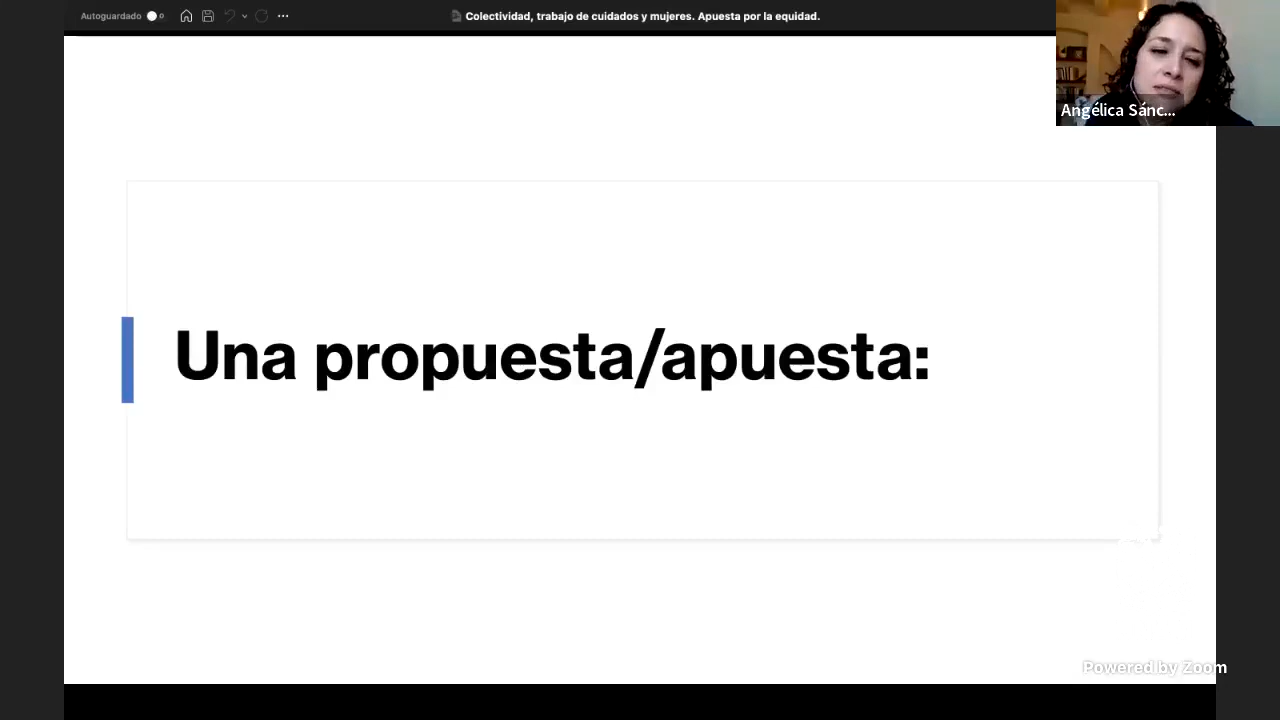 Autoguardado
Colectividad, trabajo de cuidados y mujeres. Apuesta por la equidad.
Angélica Sánc...
Una propuesta/apuesta:
Powered by Zoom